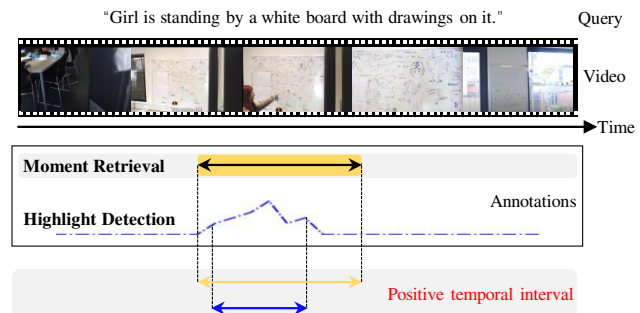 "Girl is standing by a white board with drawings on it."
Query
Video
Time
Moment Retrieval
Annotations
Highlight Detection
Positive temporal interval